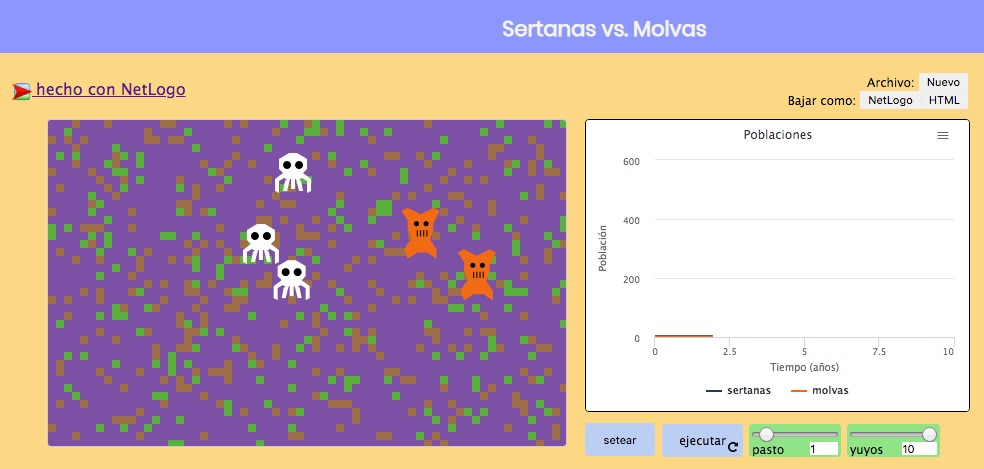 Sertanas vs. Molvas
hecho con NetLogo
Archivo: Nuevo
Bajar como: NetLogo HTML
Poblaciones
600
400
200
0
Población
0 2.5 5 7.5 10
Tiempo (años)
sertanas molvas
setear ejecutar pasto 1 yuyos 10